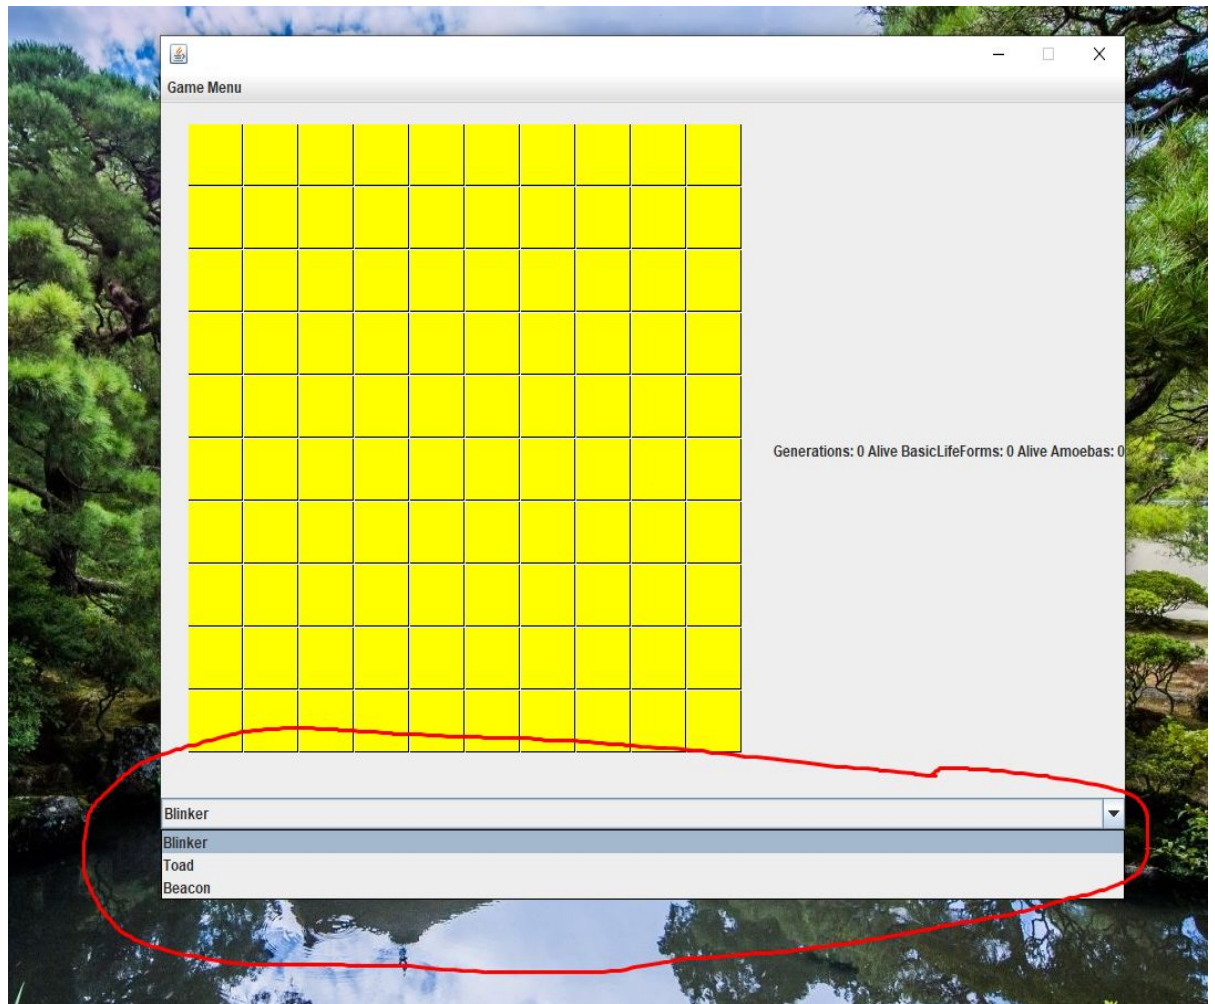 Game Menu
Generations: 0 Alive BasicLifeForms: 0 Alive Amoebas: 0
Blinker
Blinker
Toad
Beacon